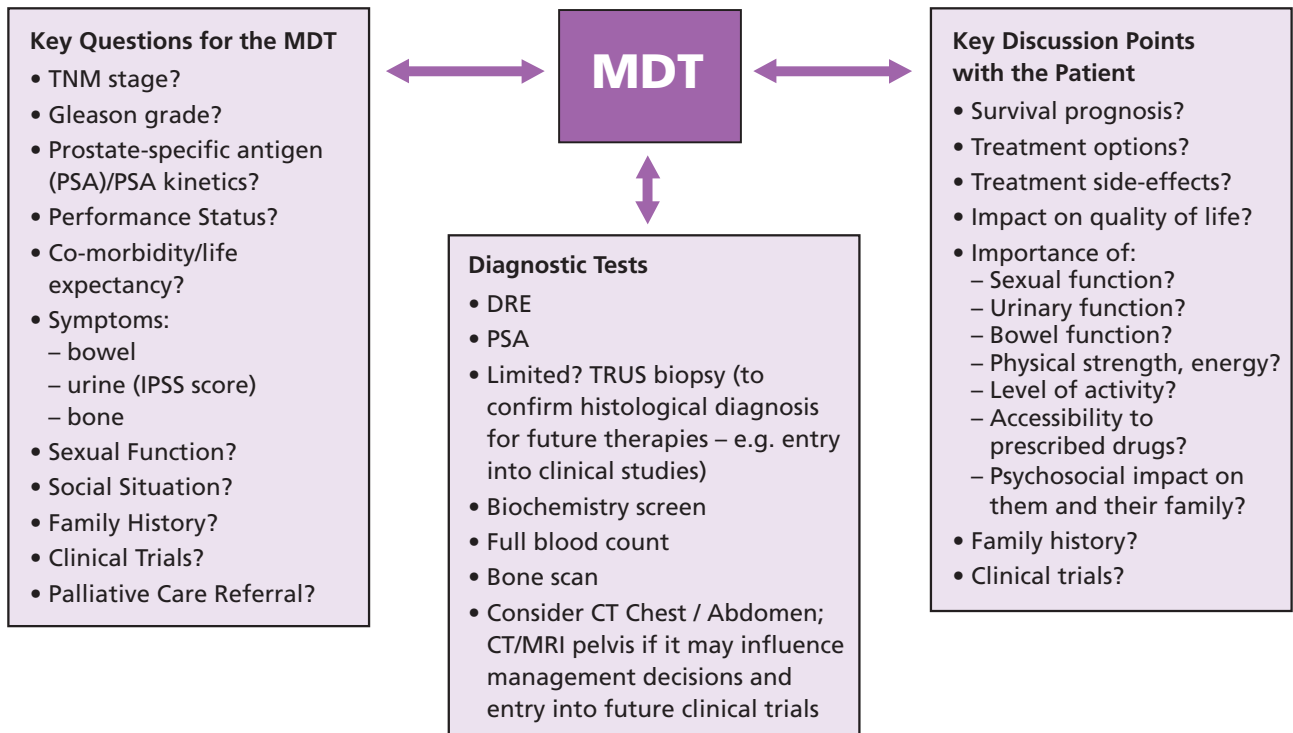 Key Questions for the MDT
• TNM stage?
• Gleason grade?
• Prostate-specific antigen
(PSA)/PSA kinetics?
• Performance Status?
• Co-morbidity/life
expectancy?
• Symptoms:
– bowel
– urine (IPSS score)
– bone
• Sexual Function?
• Social Situation?
• Family History?
• Clinical Trials?
• Palliative Care Referral?
MDT
Diagnostic Tests
• DRE
• PSA
• Limited? TRUS biopsy (to
confirm histological diagnosis
for future therapies – e.g. entry
into clinical studies)
• Biochemistry screen
• Full blood count
• Bone scan
• Consider CT Chest / Abdomen;
CT/MRI pelvis if it may influence
management decisions and
entry into future clinical trials
Key Discussion Points
with the Patient
• Survival prognosis?
• Treatment options?
• Treatment side-effects?
• Impact on quality of life?
• Importance of:
– Sexual function?
– Urinary function?
– Bowel function?
– Physical strength, energy?
– Level of activity?
– Accessibility to
prescribed drugs?
– Psychosocial impact on
them and their family?
• Family history?
• Clinical trials?